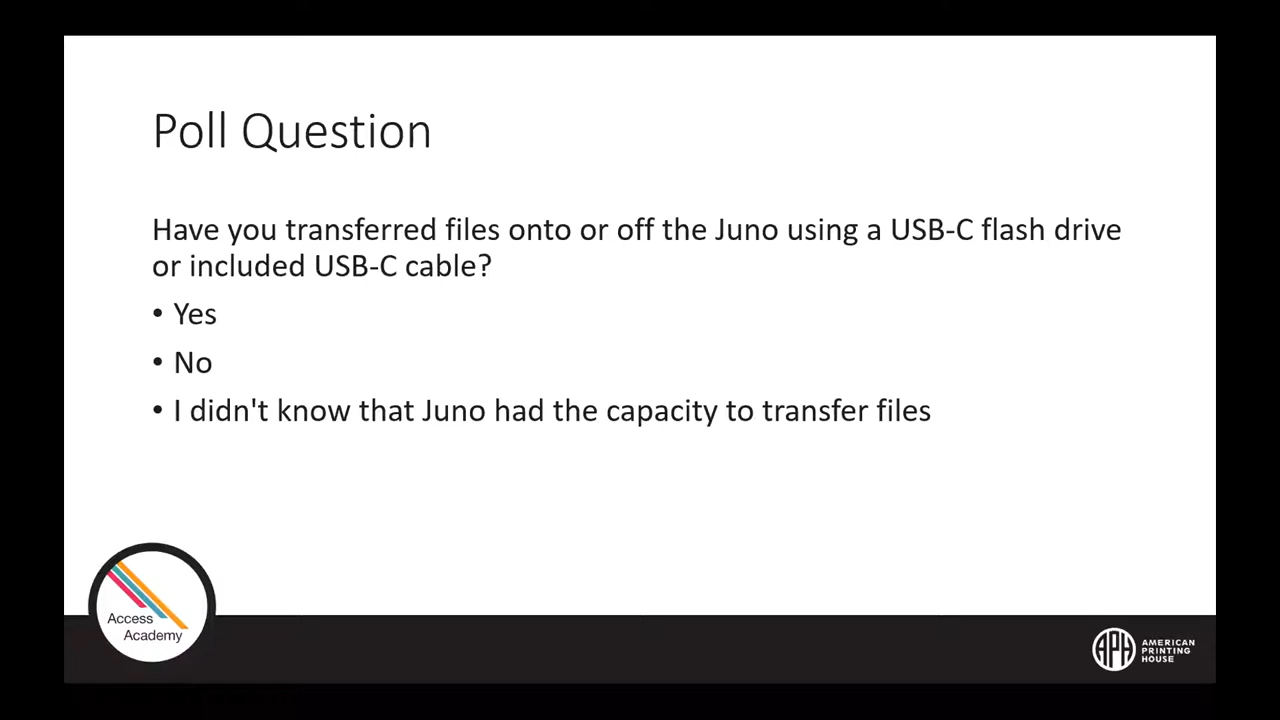 Poll Question
Have you transferred files onto or off the Juno using a USB-C flash drive
or included USB-C cable?
• Yes
• No
• I didn't know that Juno had the capacity to transfer files
Access
Academy
APH
AMERICAN
PRINTING
HOUSE